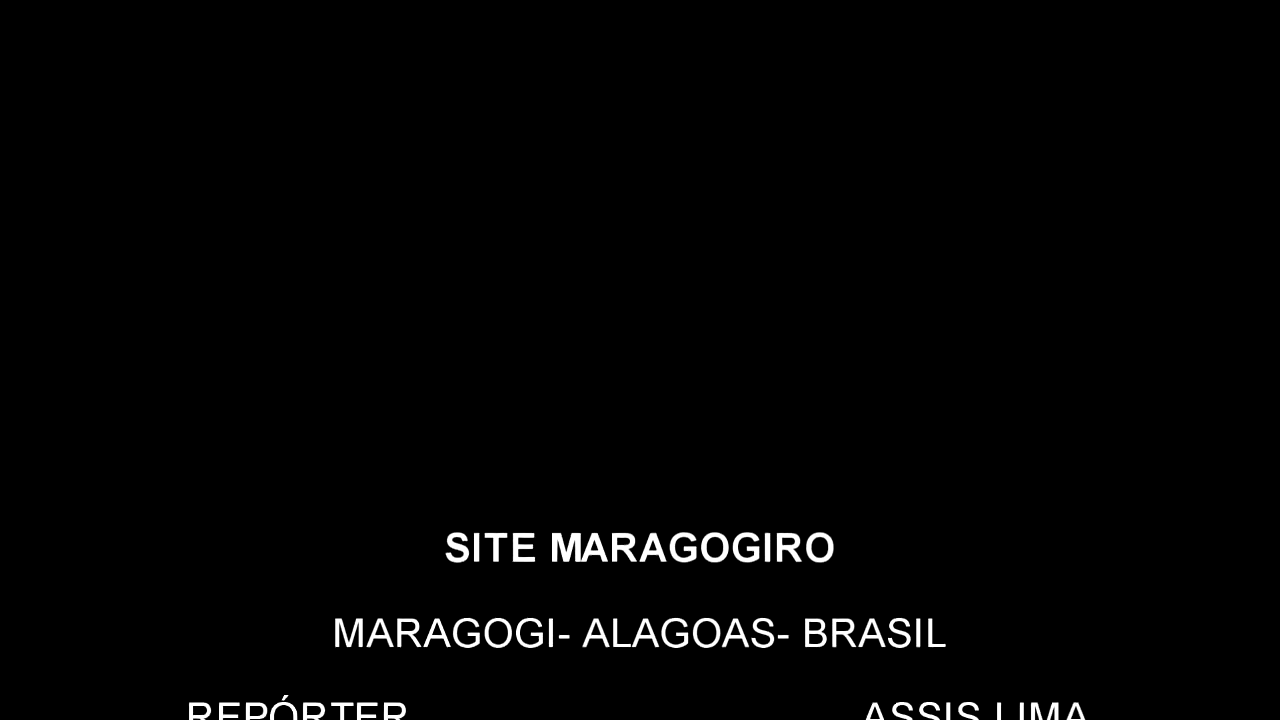 SITE MARAGOGIRO
MARAGOGI- ALAGOAS- BRASIL
REPÓRTER ASSIS LIMA